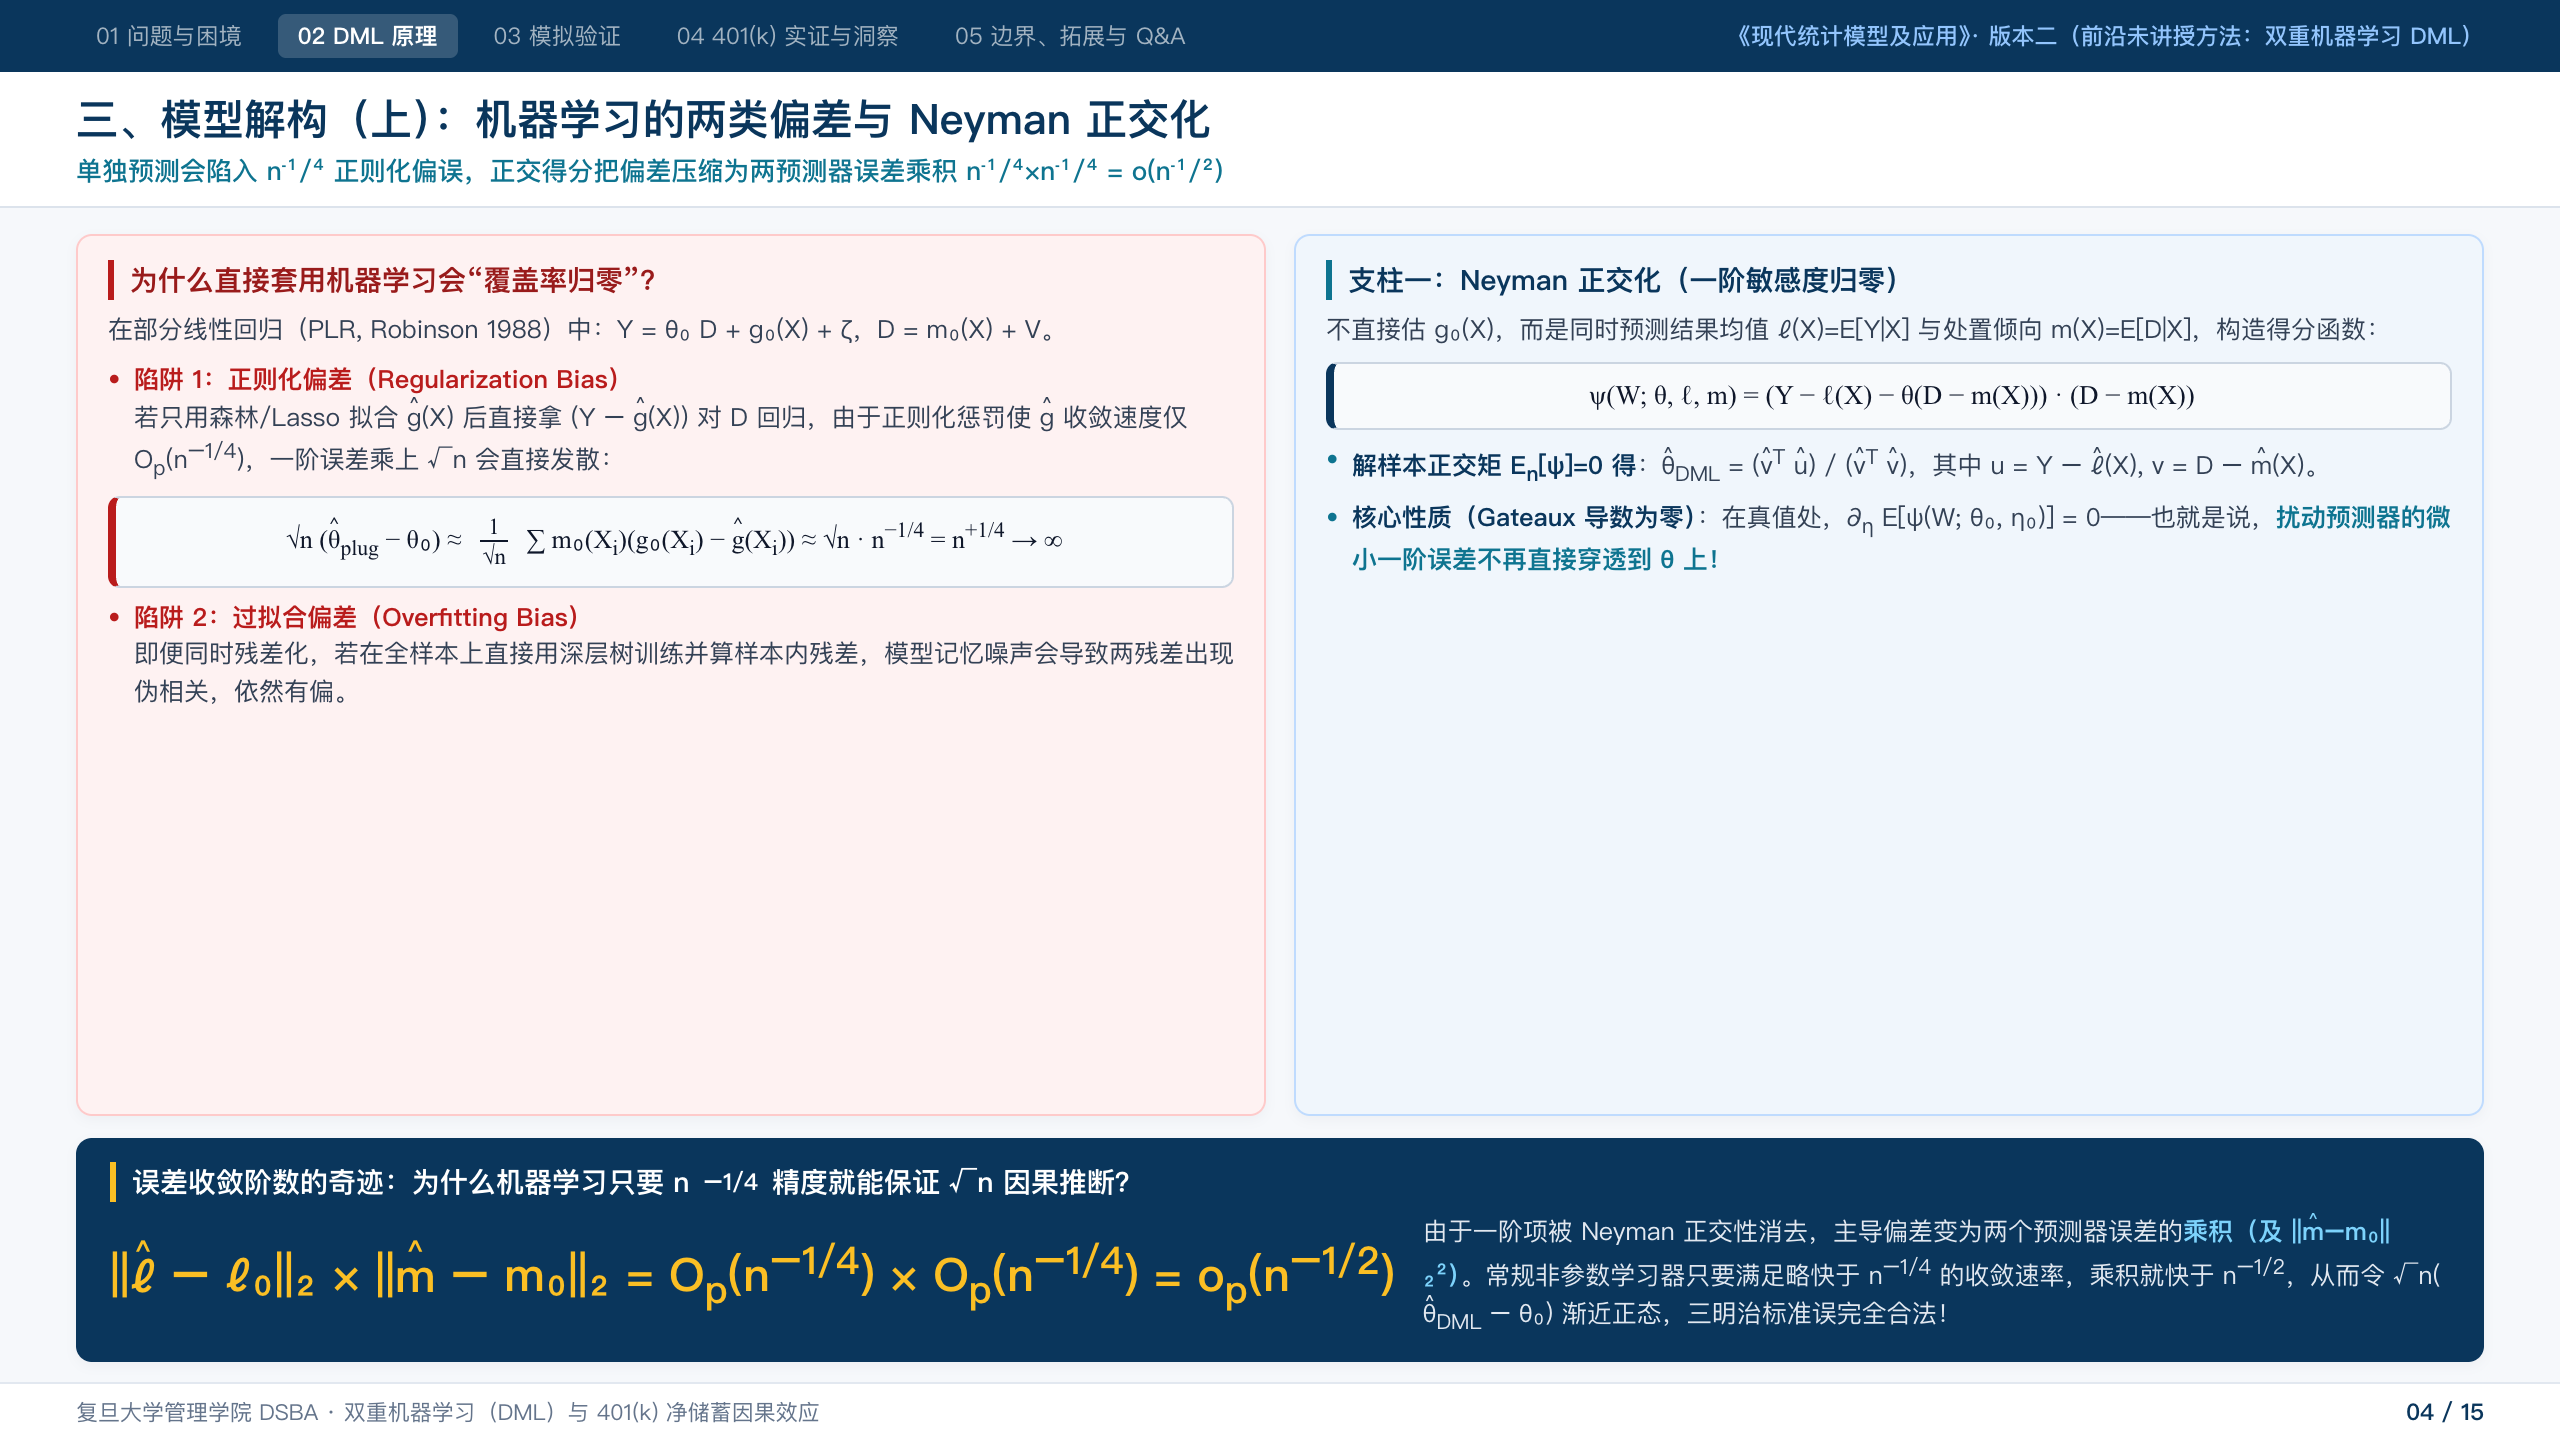 01 问题与困境 02 DML 原理 03 模拟验证 04 401(k) 实证与洞察 05 边界、拓展与 Q&A 《现代统计模型及应用》· 版本二（前沿未讲授方法：双重机器学习 DML）
三、模型解构（上）：机器学习的两类偏差与 Neyman 正交化
单独预测会陷入 n⁻¹/⁴ 正则化偏误，正交得分把偏差压缩为两预测器误差乘积 n⁻¹/⁴×n⁻¹/⁴ = o(n⁻¹/²)
为什么直接套用机器学习会“覆盖率归零”？
在部分线性回归（PLR, Robinson 1988）中：Y = θ₀ D + g₀(X) + ζ，D = m₀(X) + V。
• 陷阱 1：正则化偏差（Regularization Bias）
若只用森林/Lasso 拟合 ĝ(X) 后直接拿 (Y − ĝ(X)) 对 D 回归，由于正则化惩罚使 ĝ 收敛速度仅
Oₚ(n^−1/4)，一阶误差乘上 √n 会直接发散：
√n (θ̂_plug − θ₀) ≈ 1/√n ∑ m₀(X_i)(g₀(X_i) − ĝ(X_i)) ≈ √n · n^−1/4 = n^+1/4 → ∞
• 陷阱 2：过拟合偏差（Overfitting Bias）
即便同时残差化，若在全样本上直接用深层树训练并算样本内残差，模型记忆噪声会导致两残差出现
伪相关，依然有偏。
支柱一：Neyman 正交化（一阶敏感度归零）
不直接估 g₀(X)，而是同时预测结果均值 ℓ(X)=E[Y|X] 与处置倾向 m(X)=E[D|X]，构造得分函数：
ψ(W; θ, ℓ, m) = (Y − ℓ(X) − θ(D − m(X))) · (D − m(X))
• 解样本正交矩 E_n[ψ]=0 得：θ̂_DML = (v̂^T û) / (v̂^T v̂)，其中 u = Y − ℓ̂(X), v = D − m̂(X)。
• 核心性质（Gateaux 导数为零）：在真值处，∂_η E[ψ(W; θ₀, η₀)] = 0——也就是说，扰动预测器的微
小一阶误差不再直接穿透到 θ 上！
误差收敛阶数的奇迹：为什么机器学习只要 n −1/4 精度就能保证 √n 因果推断？
‖ℓ̂ − ℓ₀‖₂ × ‖m̂ − m₀‖₂ = Oₚ(n^−1/4) × Oₚ(n^−1/4) = oₚ(n^−1/2)
由于一阶项被 Neyman 正交性消去，主导偏差变为两个预测器误差的乘积（及 ‖m̂−m₀‖
₂²）。常规非参数学习器只要满足略快于 n^−1/4 的收敛速率，乘积就快于 n^−1/2，从而令 √n(
θ̂_DML − θ₀) 渐近正态，三明治标准误完全合法！
复旦大学管理学院 DSBA · 双重机器学习（DML）与 401(k) 净储蓄因果效应 04 / 15